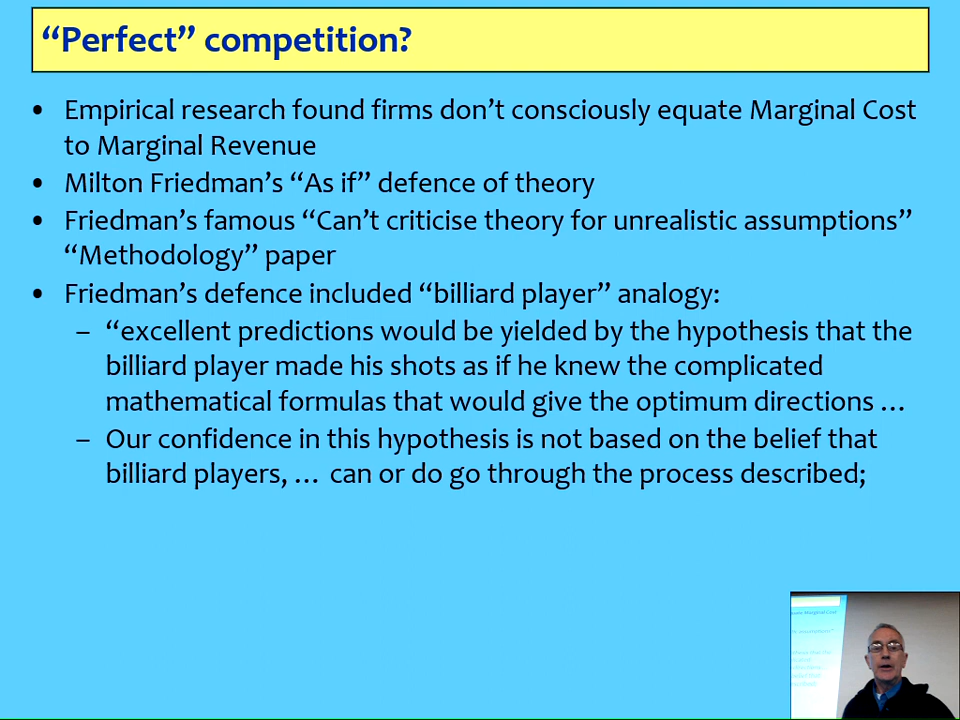 “Perfect” competition?
• Empirical research found firms don’t consciously equate Marginal Cost
to Marginal Revenue
• Milton Friedman’s “As if” defence of theory
• Friedman’s famous “Can’t criticise theory for unrealistic assumptions”
“Methodology” paper
• Friedman’s defence included “billiard player” analogy:
– “excellent predictions would be yielded by the hypothesis that the
billiard player made his shots as if he knew the complicated
mathematical formulas that would give the optimum directions …
– Our confidence in this hypothesis is not based on the belief that
billiard players, … can or do go through the process described;